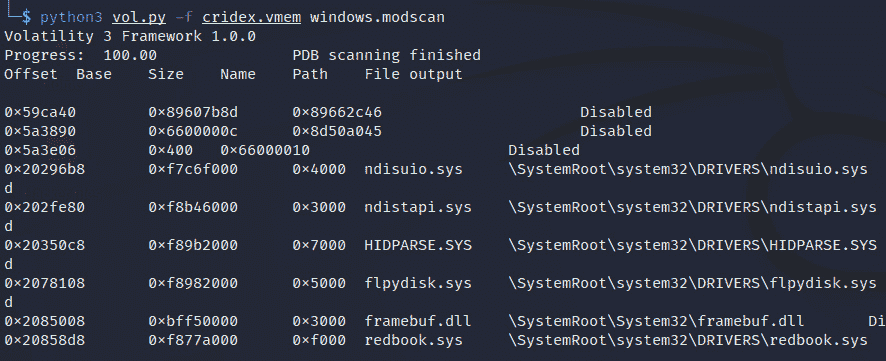 $ python3 vol.py -f cridex.vmem windows.modscan
Volatility 3 Framework 1.0.0
Progress:  100.00               PDB scanning finished
Offset  Base    Size    Name    Path    File output
0×59ca40        0×89607b8d      0×89662c46                      Disabled
0×5a3890        0×6600000c      0×8d50a045                      Disabled
0×5a3e06        0×400   0×66000010                      Disabled
0×20296b8       0×f7c6f000      0×4000  ndisuio.sys     \SystemRoot\system32\DRIVERS\ndisuio.sys
d
0×202fe80       0×f8b46000      0×3000  ndistapi.sys    \SystemRoot\system32\DRIVERS\ndistapi.sys
d
0×20350c8       0×f89b2000      0×7000  HIDPARSE.SYS    \SystemRoot\system32\DRIVERS\HIDPARSE.SYS
d
0×2078108       0×f8982000      0×5000  flpydisk.sys    \SystemRoot\system32\DRIVERS\flpydisk.sys
d
0×2085008       0×bff50000      0×3000  framebuf.dll    \SystemRoot\System32\framebuf.dll       Di
0×20858d8       0×f877a000      0×f000  redbook.sys     \SystemRoot\system32\DRIVERS\redbook.sys